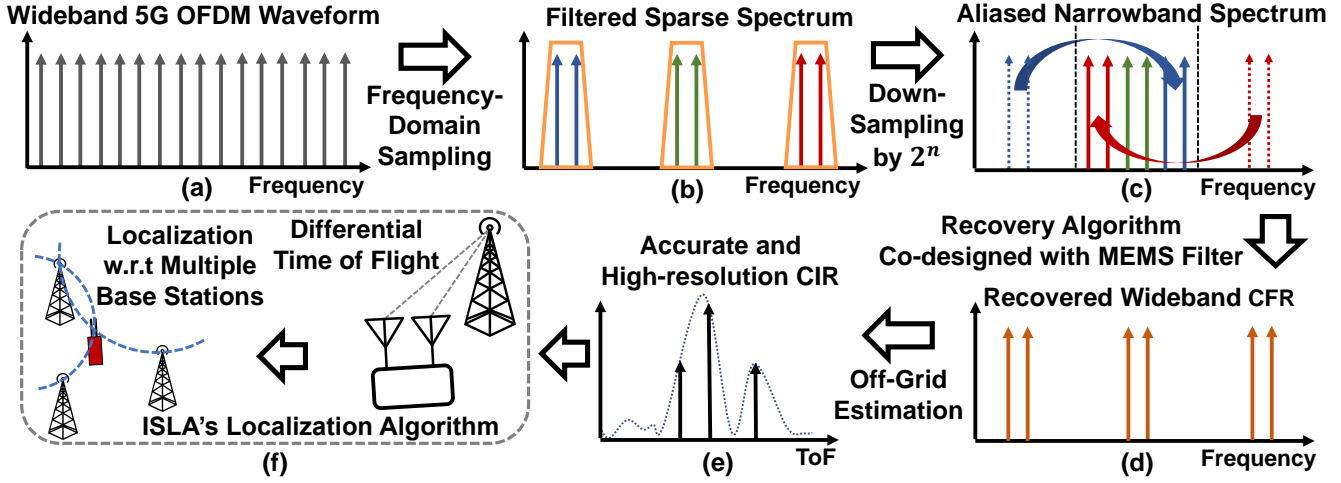 Wideband 5G OFDM Waveform
Frequency
(a)
Frequency-
Domain
Sampling
Filtered Sparse Spectrum
Frequency
(b)
Down-
Sampling
by 2ⁿ
Aliased Narrowband Spectrum
Frequency
(c)
Recovery Algorithm
Co-designed with MEMS Filter
Recovered Wideband CFR
Frequency
(d)
Off-Grid
Estimation
Accurate and
High-resolution CIR
ToF
(e)
Differential
Time of Flight
Localization
w.r.t Multiple
Base Stations
ISLA's Localization Algorithm
(f)